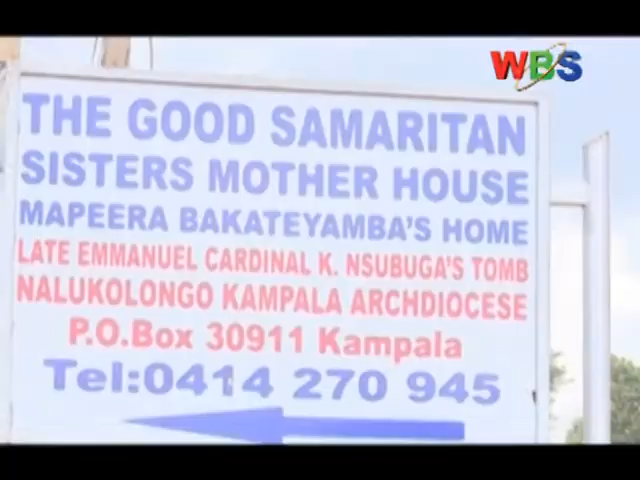 WBS
THE GOOD SAMARITAN
SISTERS MOTHER HOUSE
MAPEERA BAKATEYAMBA'S HOME
LATE EMMANUEL CARDINAL K. NSUBUGA'S TOMB
NALUKOLONGO KAMPALA ARCHDIOCESE
P.O.Box 30911 Kampala
Tel:0414 270 945